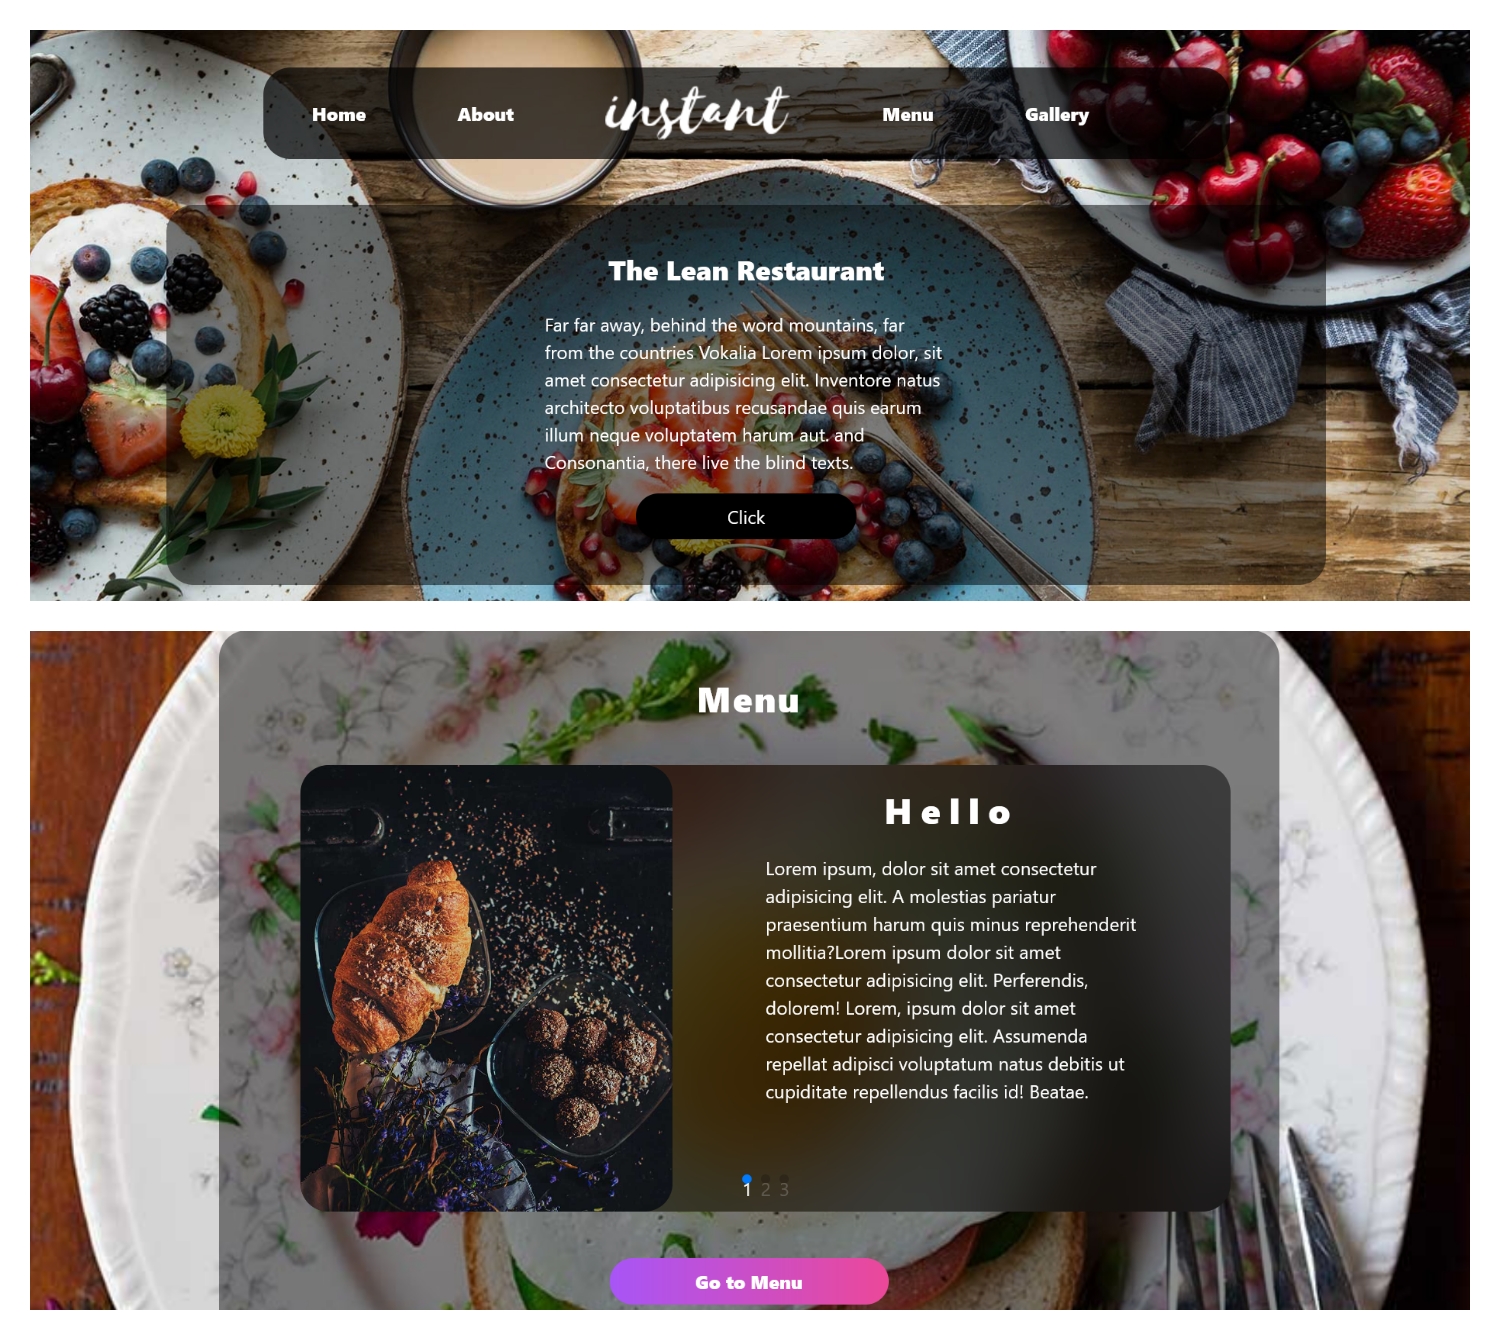 Home About instant Menu Gallery
The Lean Restaurant
Far far away, behind the word mountains, far
from the countries Vokalia Lorem ipsum dolor, sit
amet consectetur adipisicing elit. Inventore natus
architecto voluptatibus recusandae quis earum
illum neque voluptatem harum aut. and
Consonantia, there live the blind texts.
Click
Menu
Hello
Lorem ipsum, dolor sit amet consectetur
adipisicing elit. A molestias pariatur
praesentium harum quis minus reprehenderit
mollitia?Lorem ipsum dolor sit amet
consectetur adipisicing elit. Perferendis,
dolorem! Lorem, ipsum dolor sit amet
consectetur adipisicing elit. Assumenda
repellat adipisci voluptatum natus debitis ut
cupiditate repellendus facilis id! Beatae.
1 2 3
Go to Menu